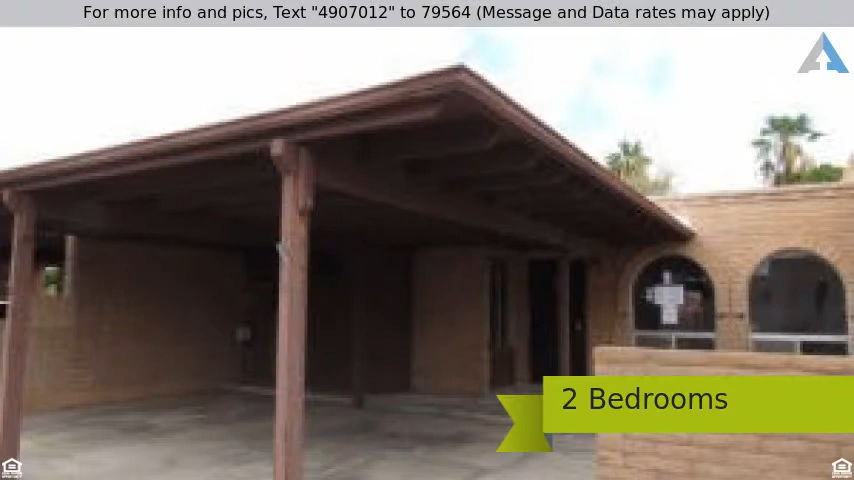 For more info and pics, Text "4907012" to 79564 (Message and Data rates may apply)
2 Bedrooms